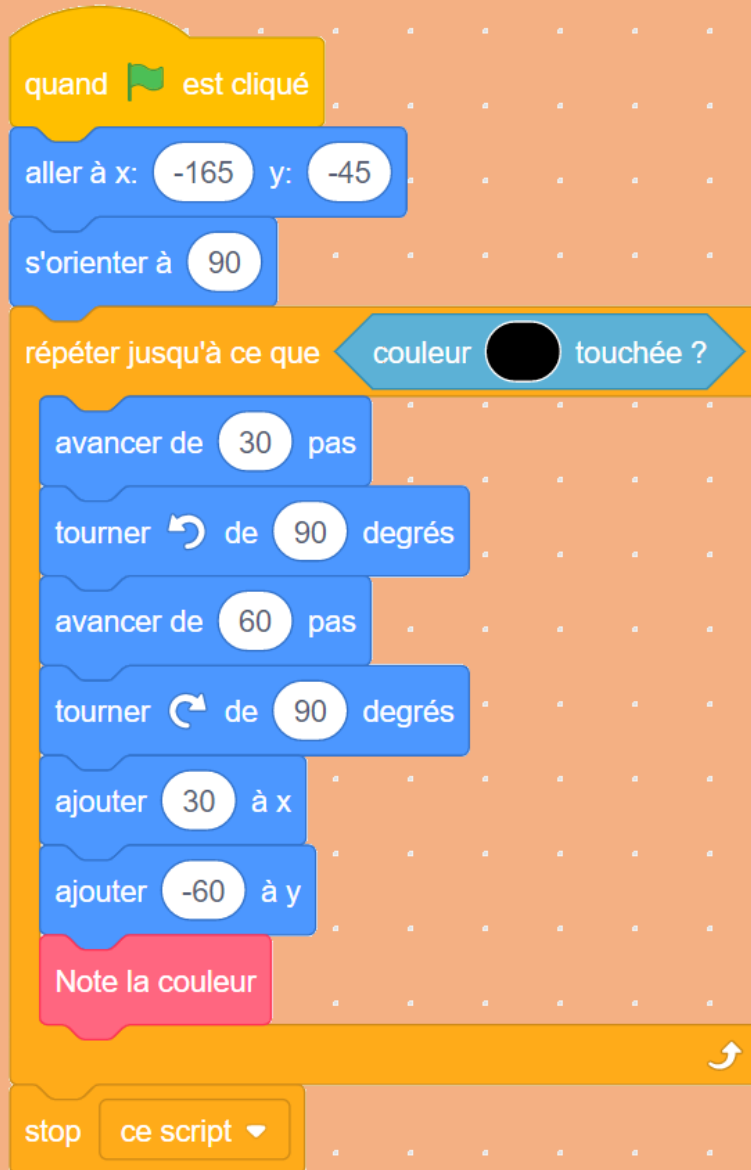 quand est cliqué
aller à x: -165 y: -45
s'orienter à 90
répéter jusqu'à ce que couleur touchée ?
avancer de 30 pas
tourner de 90 degrés
avancer de 60 pas
tourner de 90 degrés
ajouter 30 à x
ajouter -60 à y
Note la couleur
stop ce script